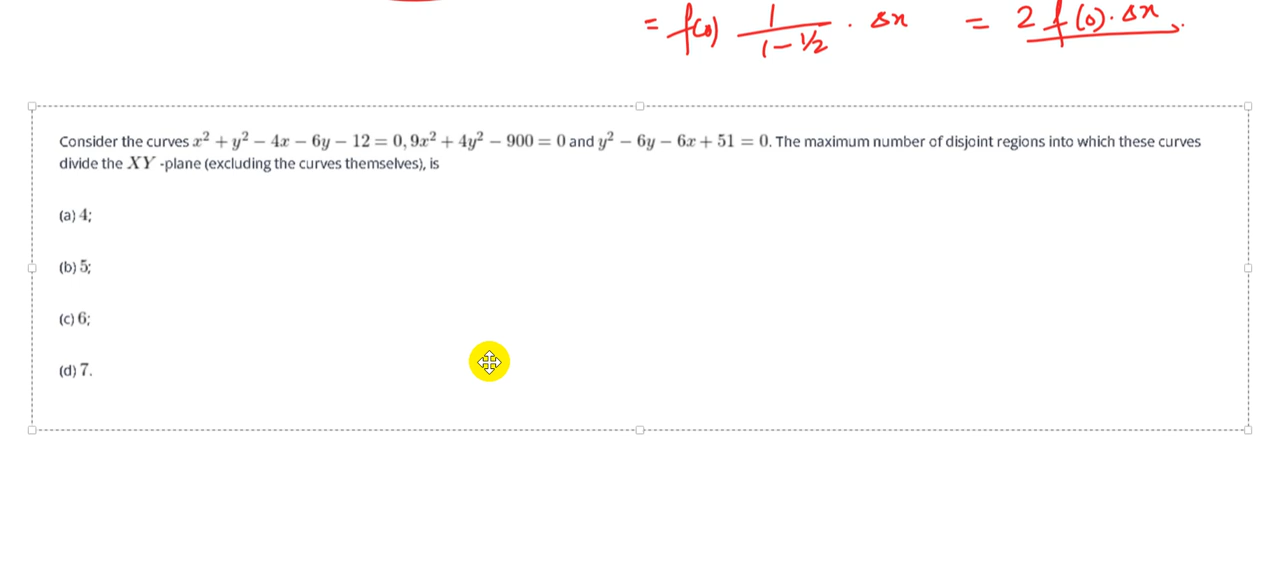 = f(0) 1/(1 - 1/2) . Δx = 2 f(0). Δx.
Consider the curves x² + y² − 4x − 6y − 12 = 0, 9x² + 4y² − 900 = 0 and y² − 6y − 6x + 51 = 0. The maximum number of disjoint regions into which these curves
divide the XY -plane (excluding the curves themselves), is
(a) 4;
(b) 5;
(c) 6;
(d) 7.